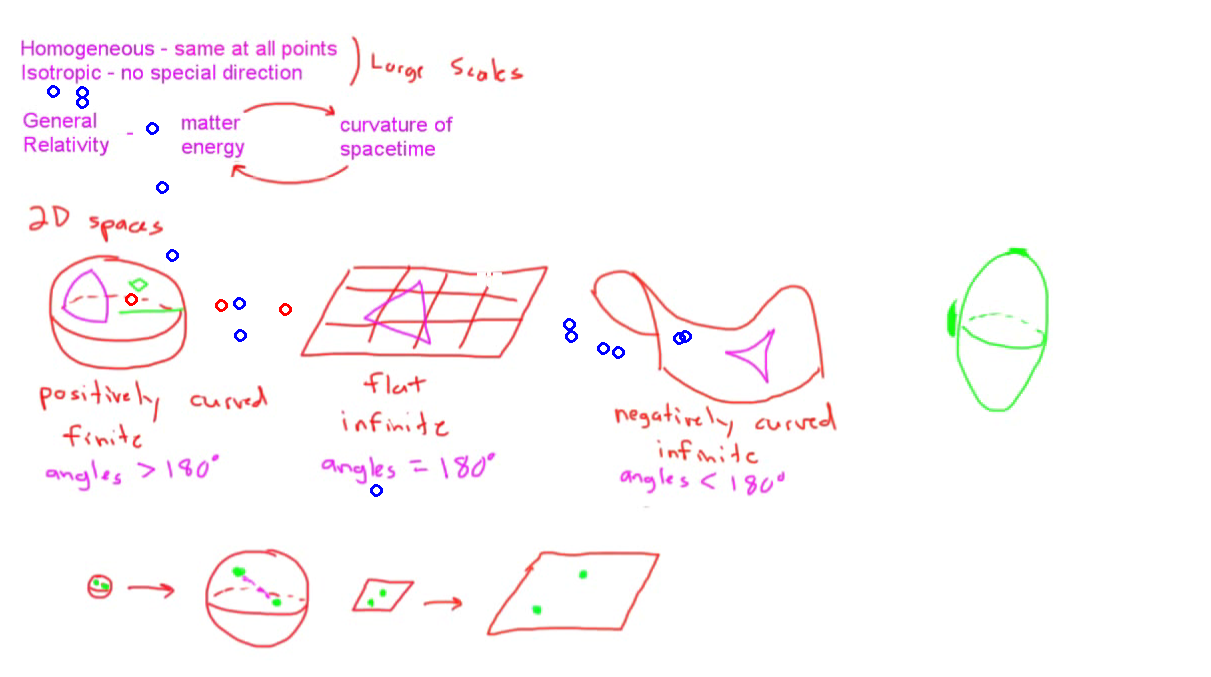 Homogeneous - same at all points
Isotropic - no special direction
Large Scales
General
Relativity
-
matter
energy
curvature of
spacetime
2D spaces
positively curved
finite
angles > 180°
flat
infinite
angles = 180°
negatively curved
infinite
angles < 180°